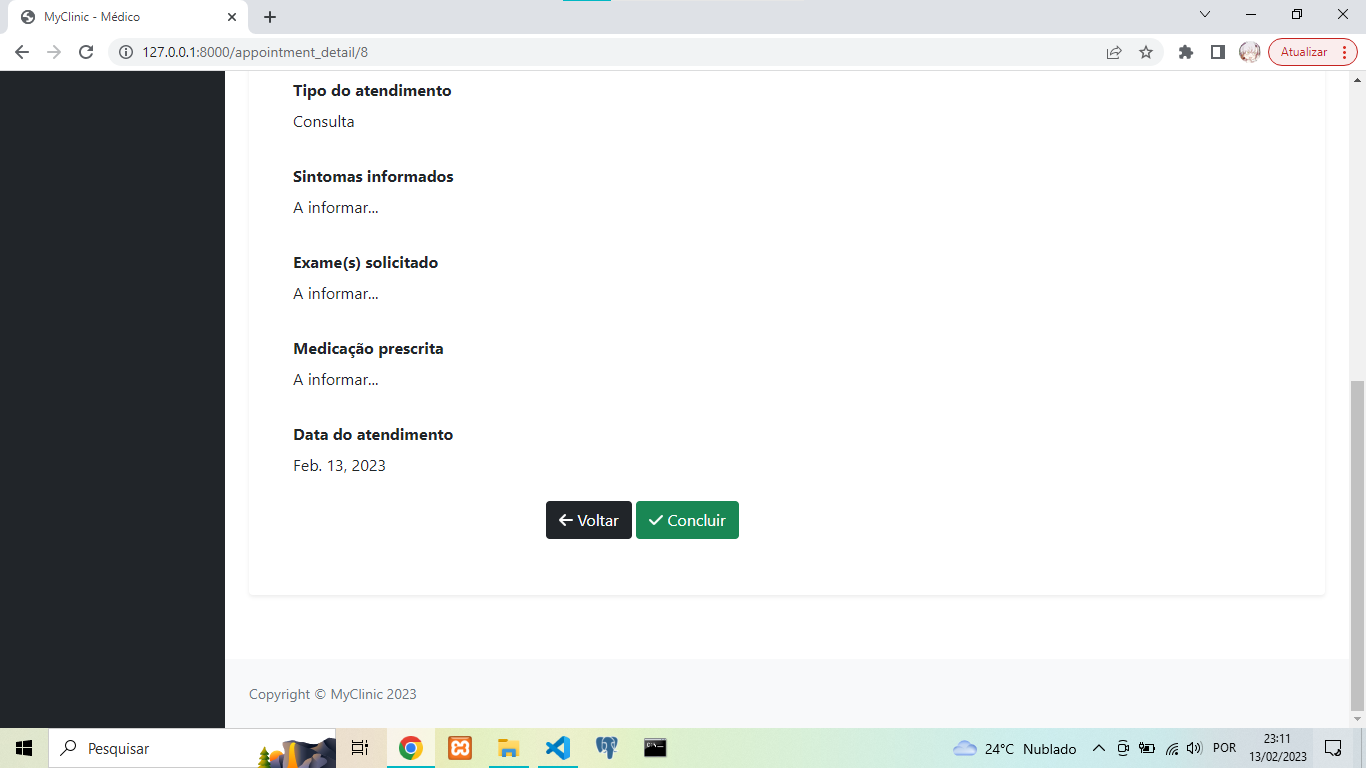 MyClinic - Médico
127.0.0.1:8000/appointment_detail/8
Atualizar
Tipo do atendimento
Consulta
Sintomas informados
A informar...
Exame(s) solicitado
A informar...
Medicação prescrita
A informar...
Data do atendimento
Feb. 13, 2023
Voltar
Concluir
Copyright © MyClinic 2023
Pesquisar
24°C Nublado
POR
23:11
13/02/2023